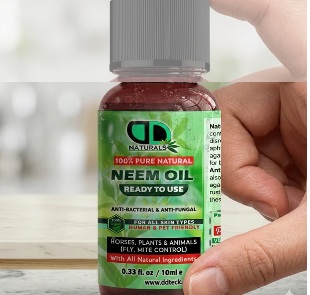 DD
NATURALS
100% PURE NATURAL
NEEM OIL
READY TO USE
ANTI-BACTERIAL & ANTI-FUNGAL
FOR ALL SKIN TYPES
HUMAN & PET FRIENDLY
HORSES, PLANTS & ANIMALS
(FLY, MITE CONTROL)
With All Natural Ingredients
0.33 fl. oz / 10ml e
www.ddteck